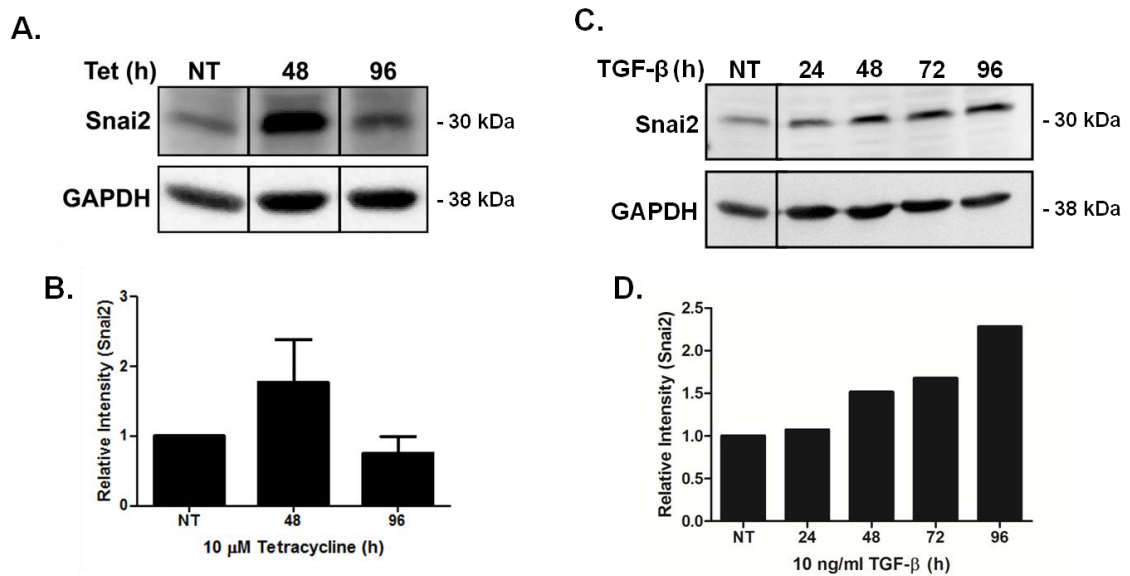 A.
Tet (h) NT 48 96
Snai2 - 30 kDa
GAPDH - 38 kDa
B.
Relative Intensity (Snai2)
3
2
1
0
NT 48 96
10 µM Tetracycline (h)
C.
TGF-β (h) NT 24 48 72 96
Snai2 - 30 kDa
GAPDH - 38 kDa
D.
Relative Intensity (Snai2)
2.5
2.0
1.5
1.0
0.5
0.0
NT 24 48 72 96
10 ng/ml TGF-β (h)